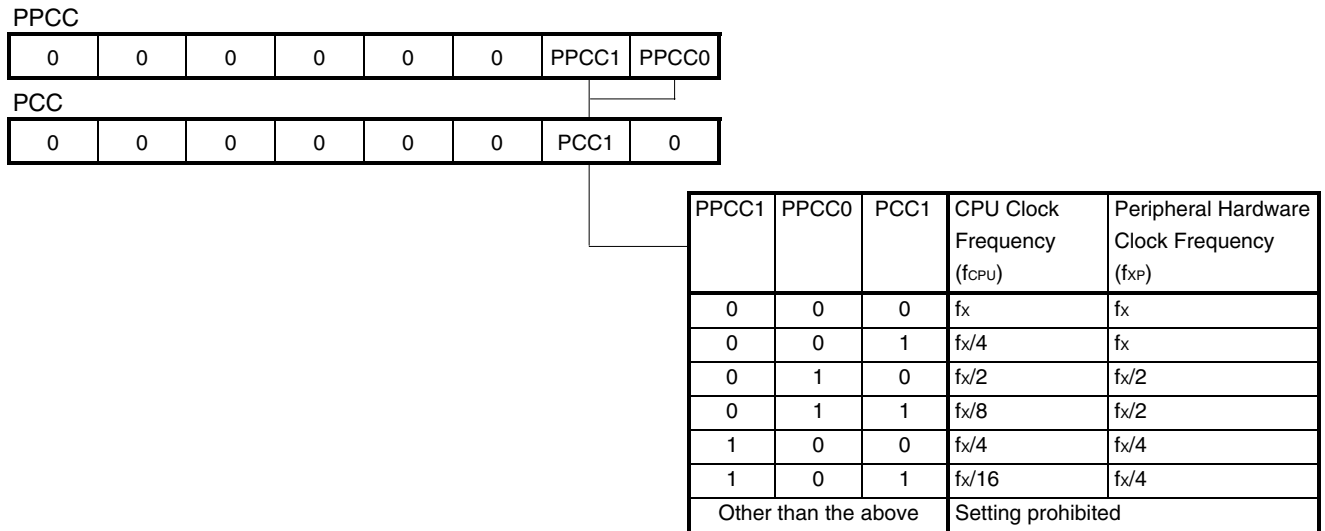 PPCC
0 0 0 0 0 0 PPCC1 PPCC0
PCC
0 0 0 0 0 0 PCC1 0
PPCC1 PPCC0 PCC1 CPU Clock Frequency (fCPU) Peripheral Hardware Clock Frequency (fXP)
0 0 0 fX fX
0 0 1 fX/4 fX
0 1 0 fX/2 fX/2
0 1 1 fX/8 fX/2
1 0 0 fX/4 fX/4
1 0 1 fX/16 fX/4
Other than the above Setting prohibited